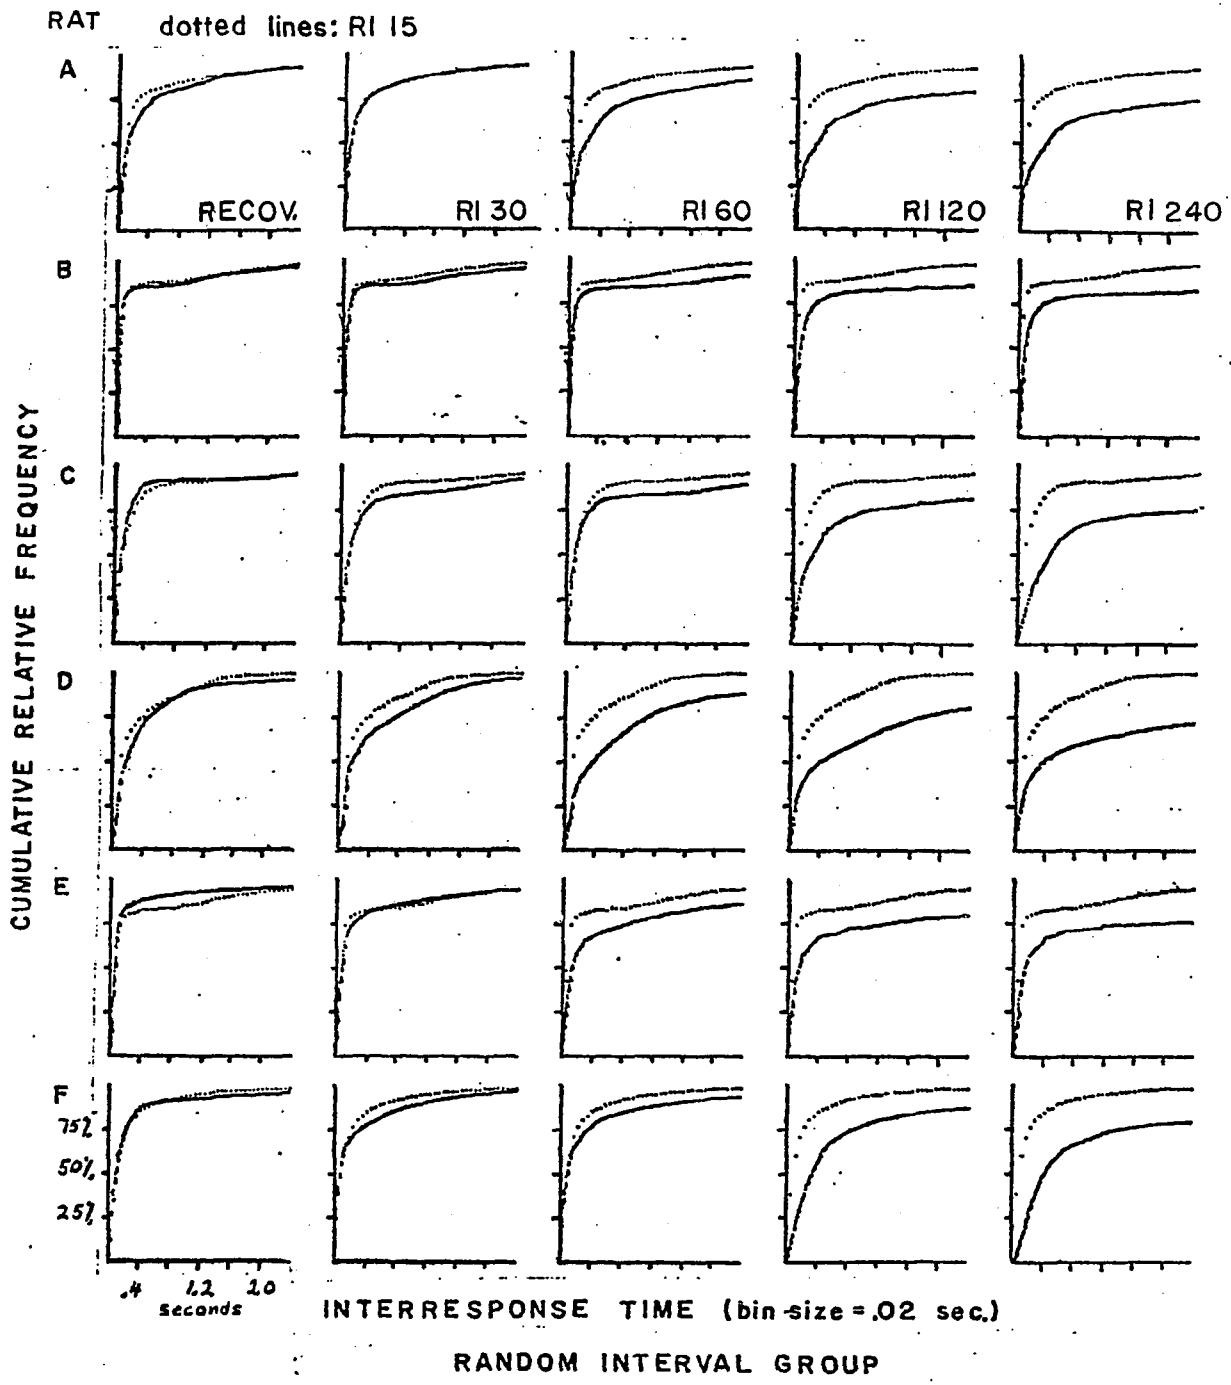 RAT dotted lines: RI 15
A
RECOV. RI 30 RI 60 RI 120 RI 240
B
C
D
E
F
75%
50%
25%
.4 1.2 2.0
seconds
CUMULATIVE RELATIVE FREQUENCY
INTERRESPONSE TIME (bin-size = .02 sec.)
RANDOM INTERVAL GROUP